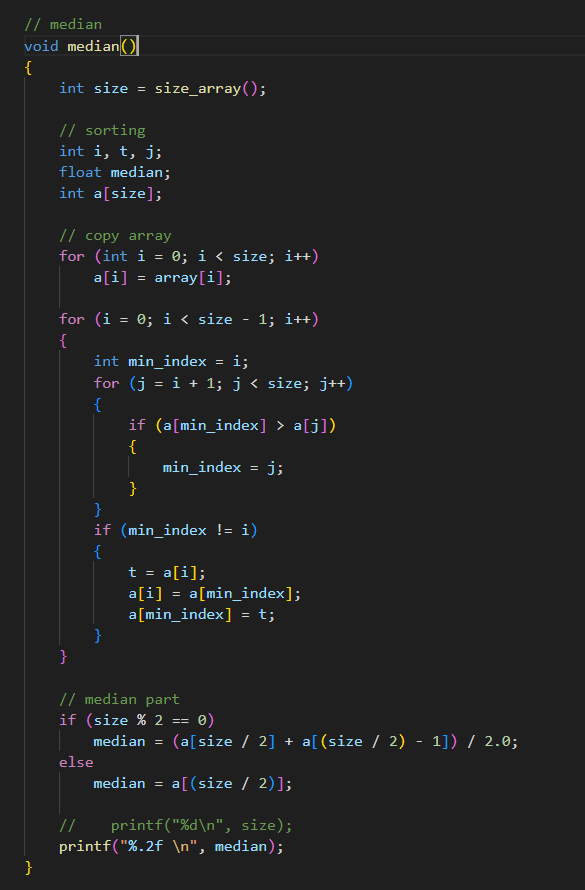 // median
void median()
{
    int size = size_array();

    // sorting
    int i, t, j;
    float median;
    int a[size];

    // copy array
    for (int i = 0; i < size; i++)
        a[i] = array[i];

    for (i = 0; i < size - 1; i++)
    {
        int min_index = i;
        for (j = i + 1; j < size; j++)
        {
            if (a[min_index] > a[j])
            {
                min_index = j;
            }
        }
        if (min_index != i)
        {
            t = a[i];
            a[i] = a[min_index];
            a[min_index] = t;
        }
    }

    // median part
    if (size % 2 == 0)
        median = (a[size / 2] + a[(size / 2) - 1]) / 2.0;
    else
        median = a[(size / 2)];

    //    printf("%d\n", size);
    printf("%.2f \n", median);
}